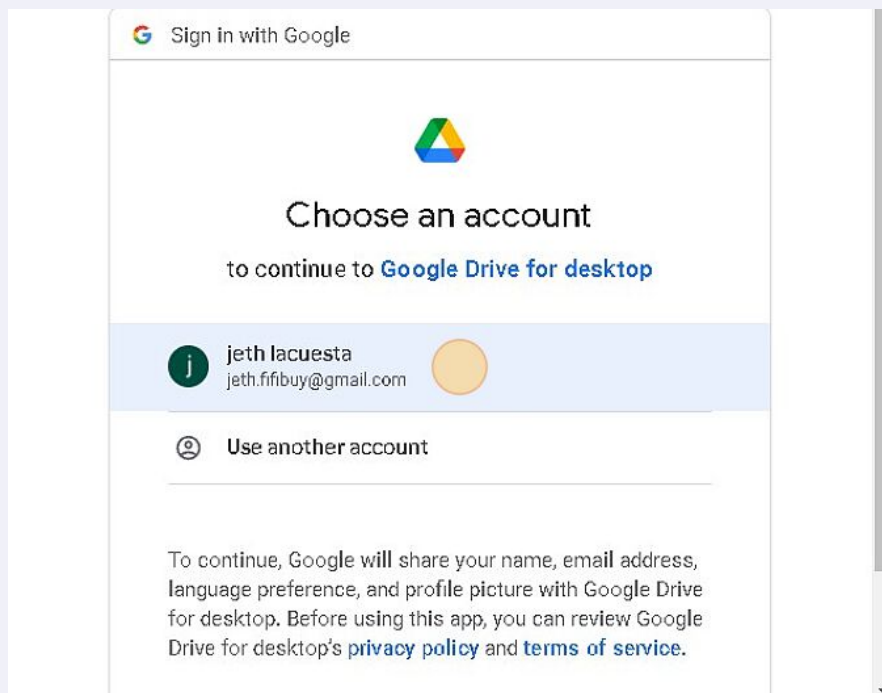 Sign in with Google
Choose an account
to continue to Google Drive for desktop
j
jeth lacuesta
jeth.fifibuy@gmail.com
Use another account
To continue, Google will share your name, email address,
language preference, and profile picture with Google Drive
for desktop. Before using this app, you can review Google
Drive for desktop's privacy policy and terms of service.